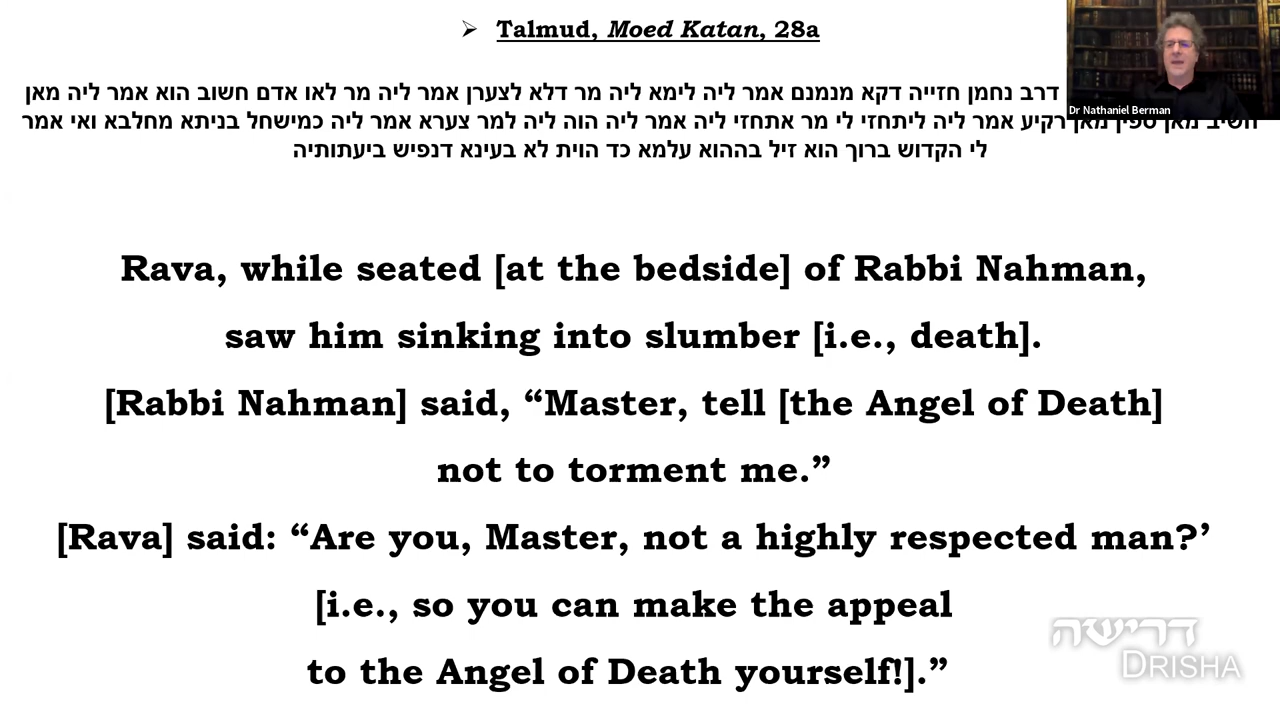 ➢ Talmud, Moed Katan, 28a
Dr Nathaniel Berman
דרב נחמן חזייה דקא מנמנם אמר ליה לימא ליה מר דלא לצערן אמר ליה מר לאו אדם חשוב הוא אמר ליה מאן
חשיב מאן ספין מאן רקיע אמר ליה ליתחזי לי מר אתחזי ליה אמר ליה הוה ליה למר צערא אמר ליה כמישחל בניתא מחלבא ואי אמר
לי הקדוש ברוך הוא זיל בההוא עלמא כד הוית לא בעינא דנפיש ביעתותיה
Rava, while seated [at the bedside] of Rabbi Nahman,
saw him sinking into slumber [i.e., death].
[Rabbi Nahman] said, “Master, tell [the Angel of Death]
not to torment me.”
[Rava] said: “Are you, Master, not a highly respected man?’
[i.e., so you can make the appeal
to the Angel of Death yourself!].”
דרישה
DRISHA